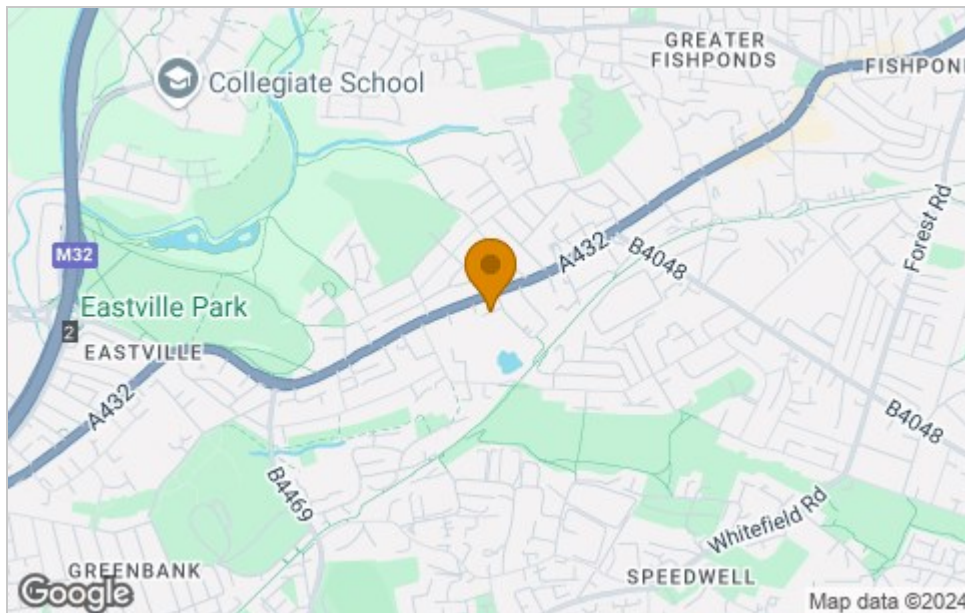 GREATER
FISHPONDS
FISHPON
Collegiate School
Forest Rd
A432
B4048
M32
Eastville Park
2
EASTVILLE
A432
B4048
B4469
Whitefield Rd
GREENBANK
SPEEDWELL
Google
Map data ©2024